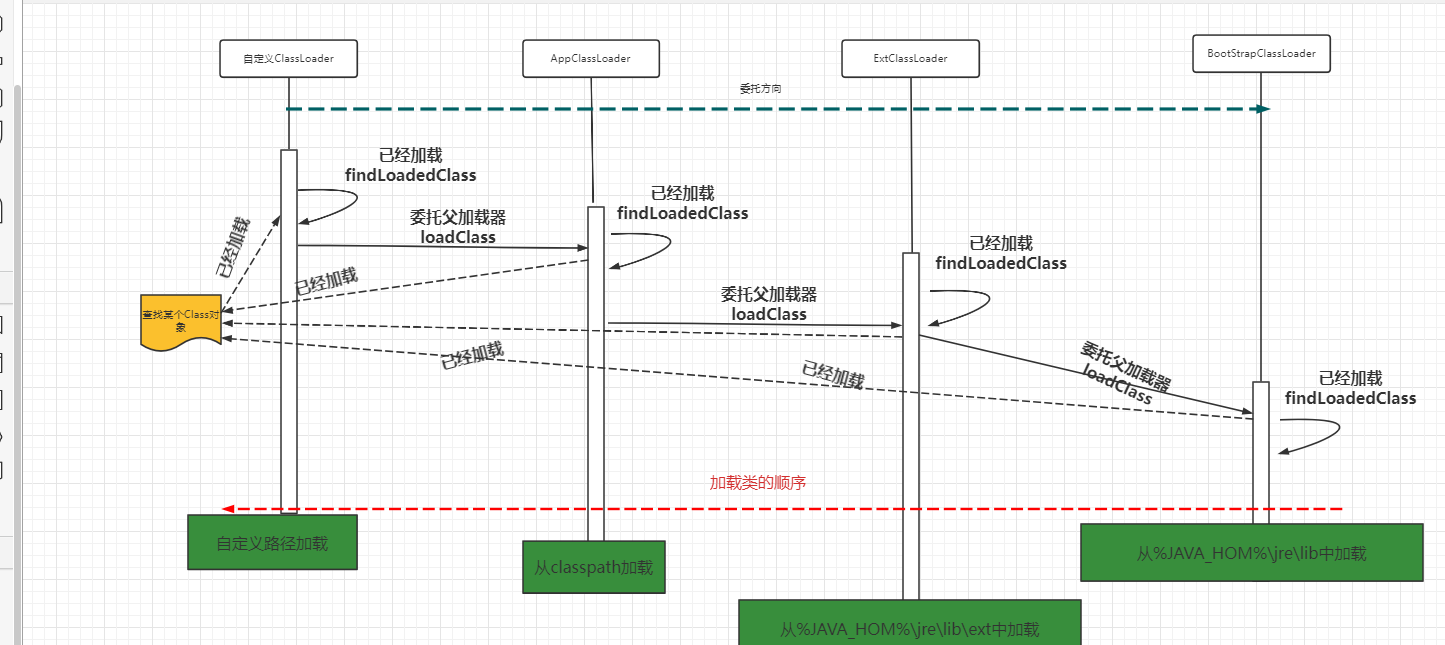 自定义ClassLoader
AppClassLoader
ExtClassLoader
BootStrapClassLoader
委托方向
已经加载
findLoadedClass
已经加载
findLoadedClass
委托父加载器
loadClass
已经加载
已经加载
findLoadedClass
已经加载
委托父加载器
loadClass
查找某个Class对
象
已经加载
已经加载
委托父加载器
loadClass
已经加载
findLoadedClass
加载类的顺序
自定义路径加载
从classpath加载
从%JAVA_HOM%\jre\lib中加载
从%JAVA_HOM%\jre\lib\ext中加载